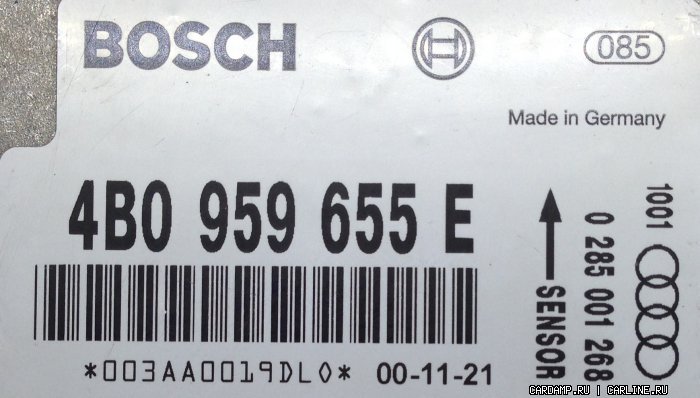 BOSCH
085
Made in Germany
4B0 959 655 E
*003AA0019DL0*
00-11-21
SENSOR
0 285 001 268
1001
CARDAMP.RU | CARLINE.RU